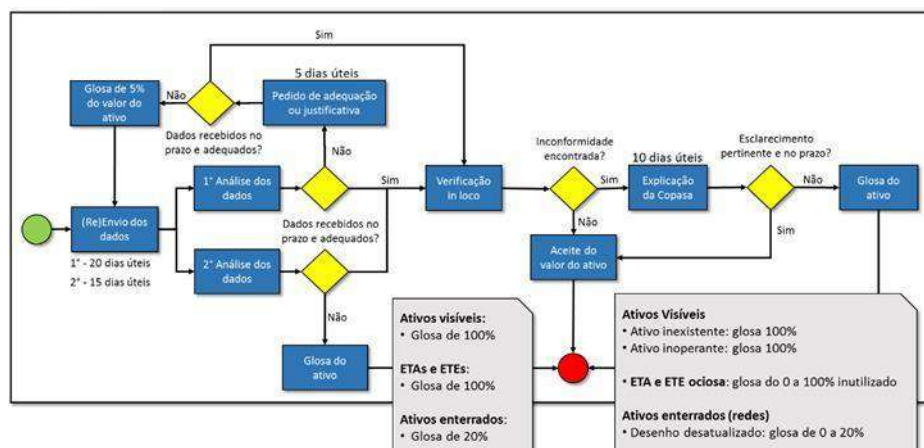 Sim
5 dias úteis
Glosa de 5%
do valor do
ativo
Não
Pedido de adequação
ou justificativa
Dados recebidos no
prazo e adequados?
Não
1° Análise dos
dados
Sim
(Re)Envio dos
dados
1° - 20 dias úteis
2° - 15 dias úteis
Dados recebidos no
prazo e adequados?
2° Análise dos
dados
Não
Glosa do
ativo
Verificação
in loco
Inconformidade
encontrada?
Sim
Não
10 dias úteis
Explicação
da Copasa
Esclarecimento
pertinente e no prazo?
Não
Sim
Glosa
do ativo
Aceite do
valor do ativo
Ativos visíveis:
• Glosa de 100%
ETAs e ETEs:
• Glosa de 100%
Ativos enterrados:
• Glosa de 20%
Ativos Visíveis
• Ativo inexistente: glosa 100%
• Ativo inoperante: glosa 100%
• ETA e ETE ociosa: glosa do 0 a 100% inutilizado
Ativos enterrados (redes)
• Desenho desatualizado: glosa de 0 a 20%